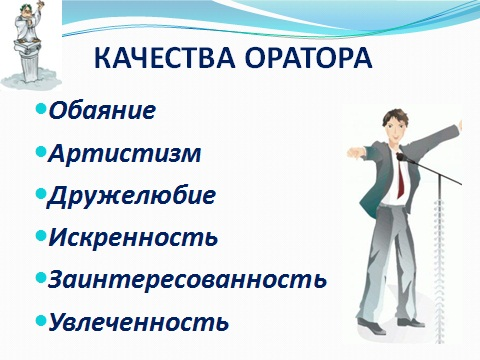 КАЧЕСТВА ОРАТОРА
Обаяние
Артистизм
Дружелюбие
Искренность
Заинтересованность
Увлеченность